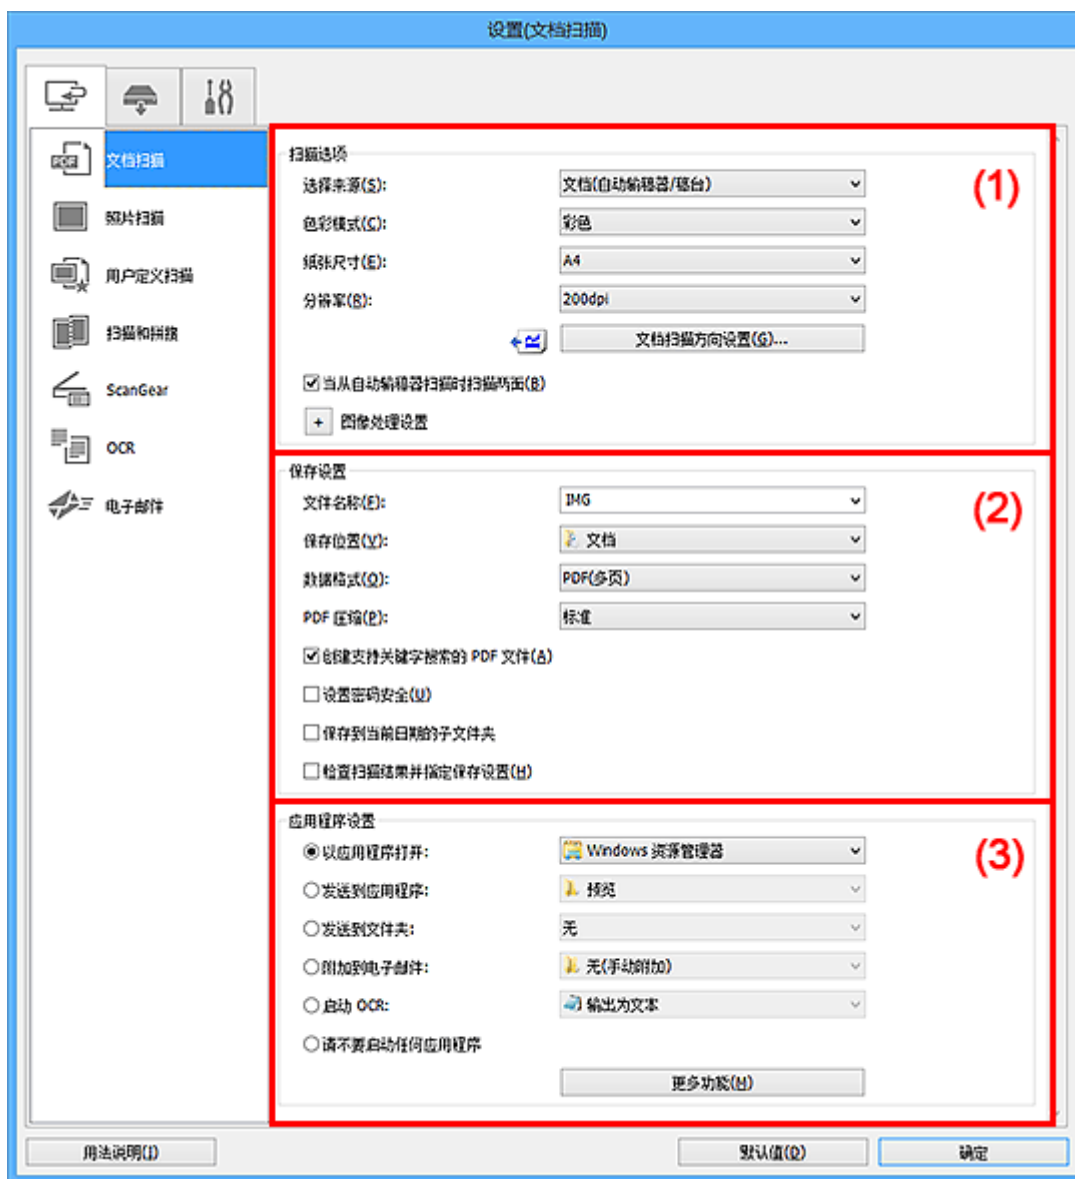 设置(文档扫描)
PDF
文档扫描
照片扫描
用户定义扫描
扫描和拼接
ScanGear
OCR
电子邮件
扫描选项
(1)
选择来源(S): 文档(自动输稿器/稿台)
色彩模式(C): 彩色
纸张尺寸(E): A4
分辨率(R): 200dpi
R 文档扫描方向设置(G)...
当从自动输稿器扫描时扫描两面(B)
+ 图像处理设置
保存设置
(2)
文件名称(F): IMG
保存位置(V): 文档
数据格式(O): PDF(多页)
PDF 压缩(P): 标准
创建支持关键字搜索的 PDF 文件(A)
设置密码安全(U)
保存到当前日期的子文件夹
检查扫描结果并指定保存设置(H)
应用程序设置
(3)
以应用程序打开: Windows 资源管理器
发送到应用程序: 预览
发送到文件夹: 无
附加到电子邮件: 无(手动附加)
启动 OCR: 输出为文本
请不要启动任何应用程序
更多功能(M)
用法说明(I) 默认值(D) 确定